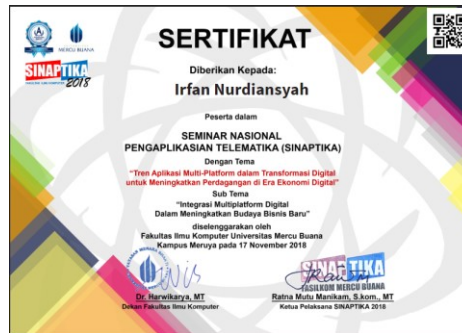 MERCU BUANA
SINAPTIKA
2018
SERTIFIKAT
Diberikan Kepada:
Irfan Nurdiansyah
Peserta dalam
SEMINAR NASIONAL
PENGAPLIKASIAN TELEMATIKA (SINAPTIKA)
Dengan Tema
"Tren Aplikasi Multi-Platform dalam Transformasi Digital
untuk Meningkatkan Perdagangan di Era Ekonomi Digital"
Sub Tema
"Integrasi Multiplatform Digital
Dalam Meningkatkan Budaya Bisnis Baru"
diselenggarakan oleh
Fakultas Ilmu Komputer Universitas Mercu Buana
Kampus Meruya pada 17 November 2018
SINAPTIKA
FASILKOM MERCU BUANA
Dr. Harwikarya, MT
Dekan Fakultas Ilmu Komputer
Ratna Mutu Manikam, S.kom., MT
Ketua Pelaksana SINAPTIKA 2018